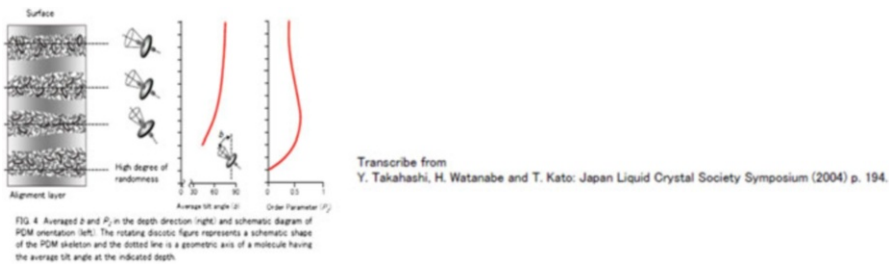 Surface
High degree of
randomness
Alignment layer
0 30 60 90
Average tilt angle (β)
0 0.5 1
Order Parameter (P
Transcribe from
Y. Takahashi, H. Watanabe and T. Kato: Japan Liquid Crystal Society Symposium (2004) p. 194.
FIG. 4 Averaged β and P in the depth direction (right) and schematic diagram of
PDM orientation (left). The rotating discotic figure represents a schematic shape
of the PDM skeleton and the dotted line is a geometric axis of a molecule having
the average tilt angle at the indicated depth.